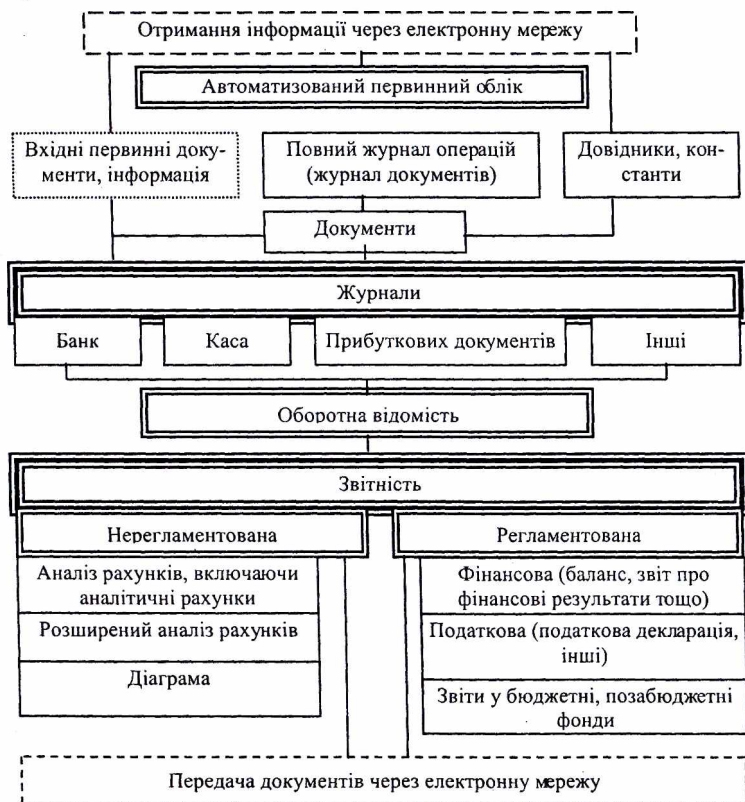 Отримання інформації через електронну мережу
Автоматизований первинний облік
Вхідні первинні доку-
менти, інформація
Повний журнал операцій
(журнал документів)
Довідники, кон-
станти
Документи
Журнали
Банк
Каса
Прибуткових документів
Інші
Оборотна відомість
Звітність
Нерегламентована
Регламентована
Аналіз рахунків, включаючи
аналітичні рахунки
Розширений аналіз рахунків
Діаграма
Фінансова (баланс, звіт про
фінансові результати тощо)
Податкова (податкова декларація,
інші)
Звіти у бюджетні, позабюджетні
фонди
Передача документів через електронну мережу